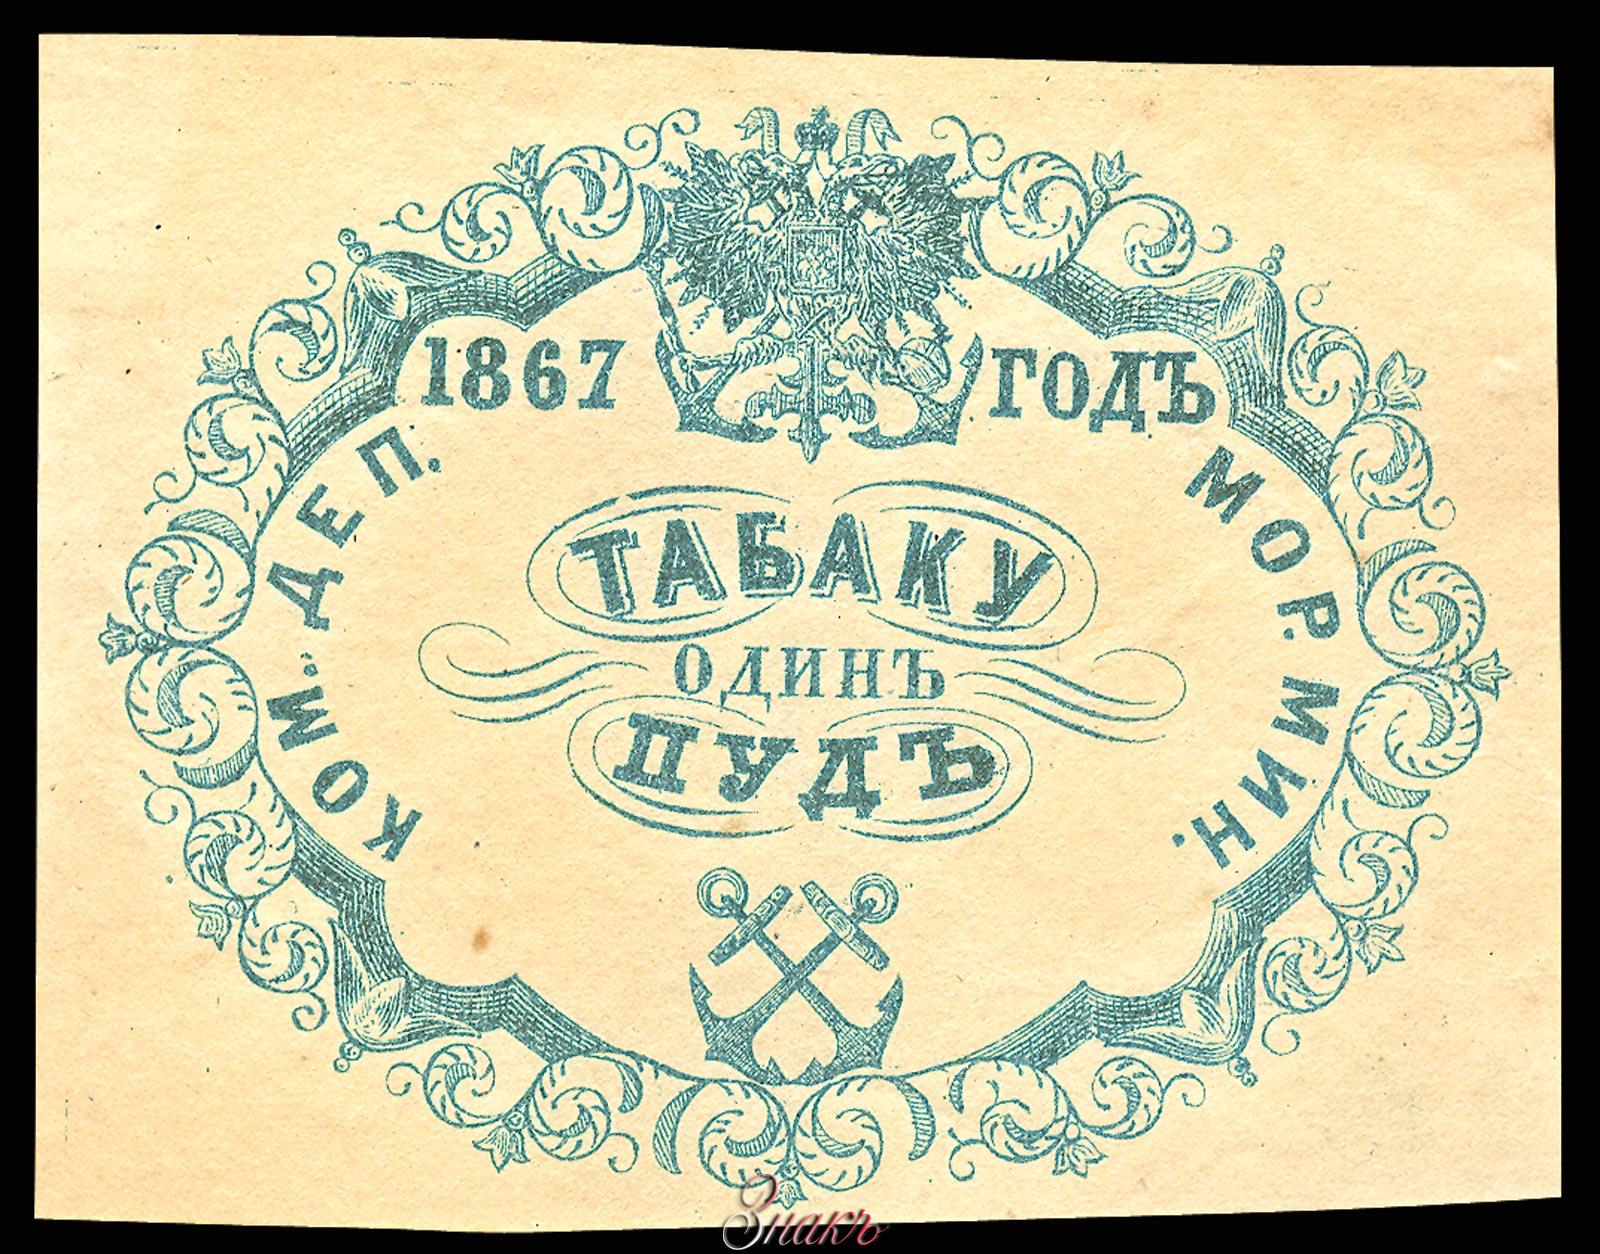 1867 ГОДЪ
КОМ. ДЕП. МОР. МИН.
ТАБАКУ
ОДИНЪ
ПУДЪ
Знакъ